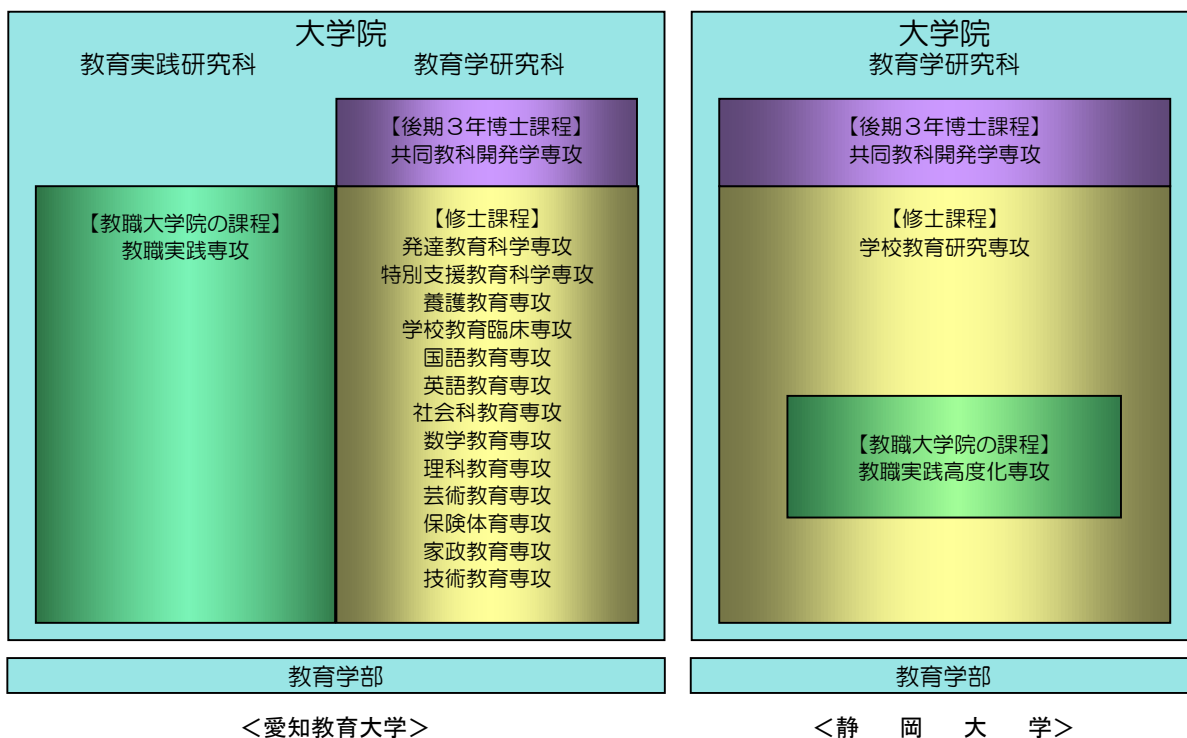 大学院
教育実践研究科
教育学研究科
【後期３年博士課程】
共同教科開発学専攻
【教職大学院の課程】
教職実践専攻
【修士課程】
発達教育科学専攻
特別支援教育科学専攻
養護教育専攻
学校教育臨床専攻
国語教育専攻
英語教育専攻
社会科教育専攻
数学教育専攻
理科教育専攻
芸術教育専攻
保険体育専攻
家政教育専攻
技術教育専攻
教育学部
＜愛知教育大学＞
大学院
教育学研究科
【後期３年博士課程】
共同教科開発学専攻
【修士課程】
学校教育研究専攻
【教職大学院の課程】
教職実践高度化専攻
教育学部
＜静　岡　大　学＞